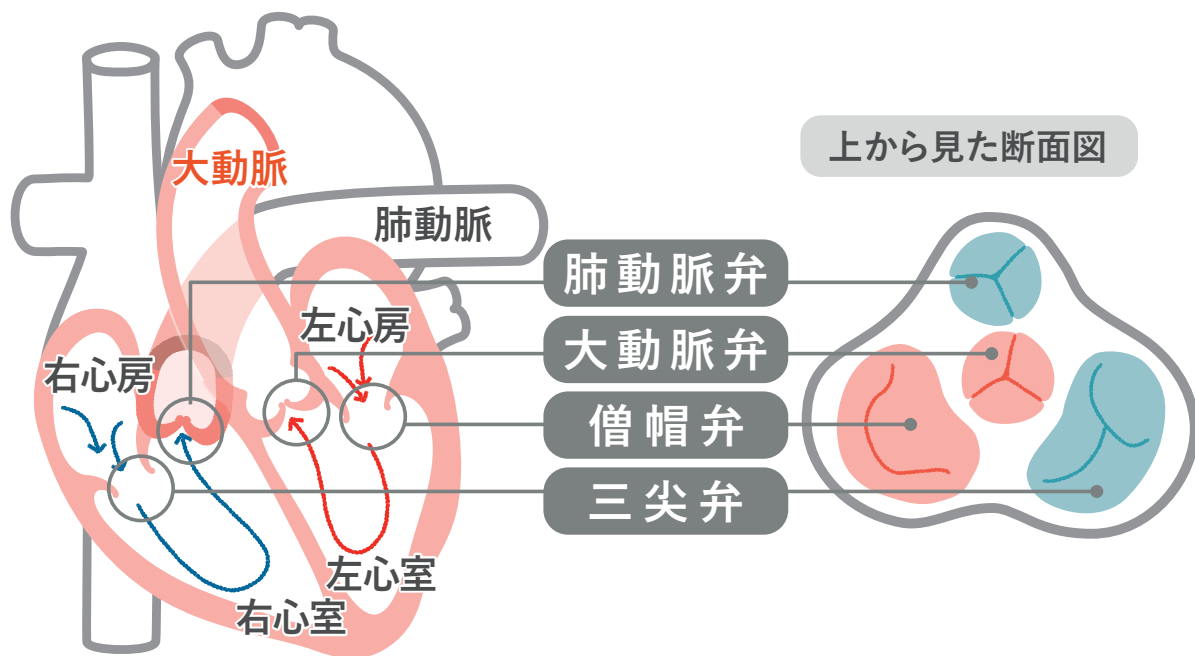 大動脈
肺動脈
左心房
右心房
左心室
右心室
上から見た断面図
肺動脈弁
大動脈弁
僧帽弁
三尖弁